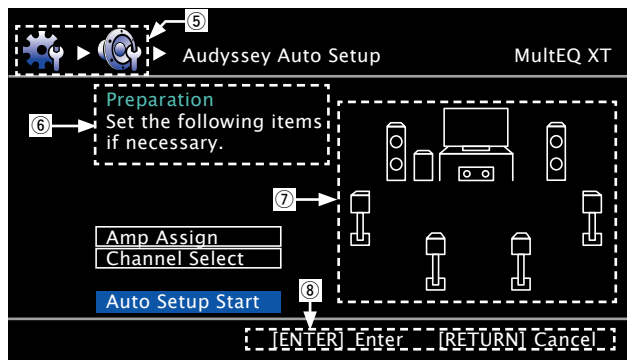 ⑤
Audyssey Auto Setup MultEQ XT
Preparation
⑥ Set the following items
if necessary.
⑦
Amp Assign
Channel Select
⑧
Auto Setup Start
[ENTER] Enter [RETURN] Cancel